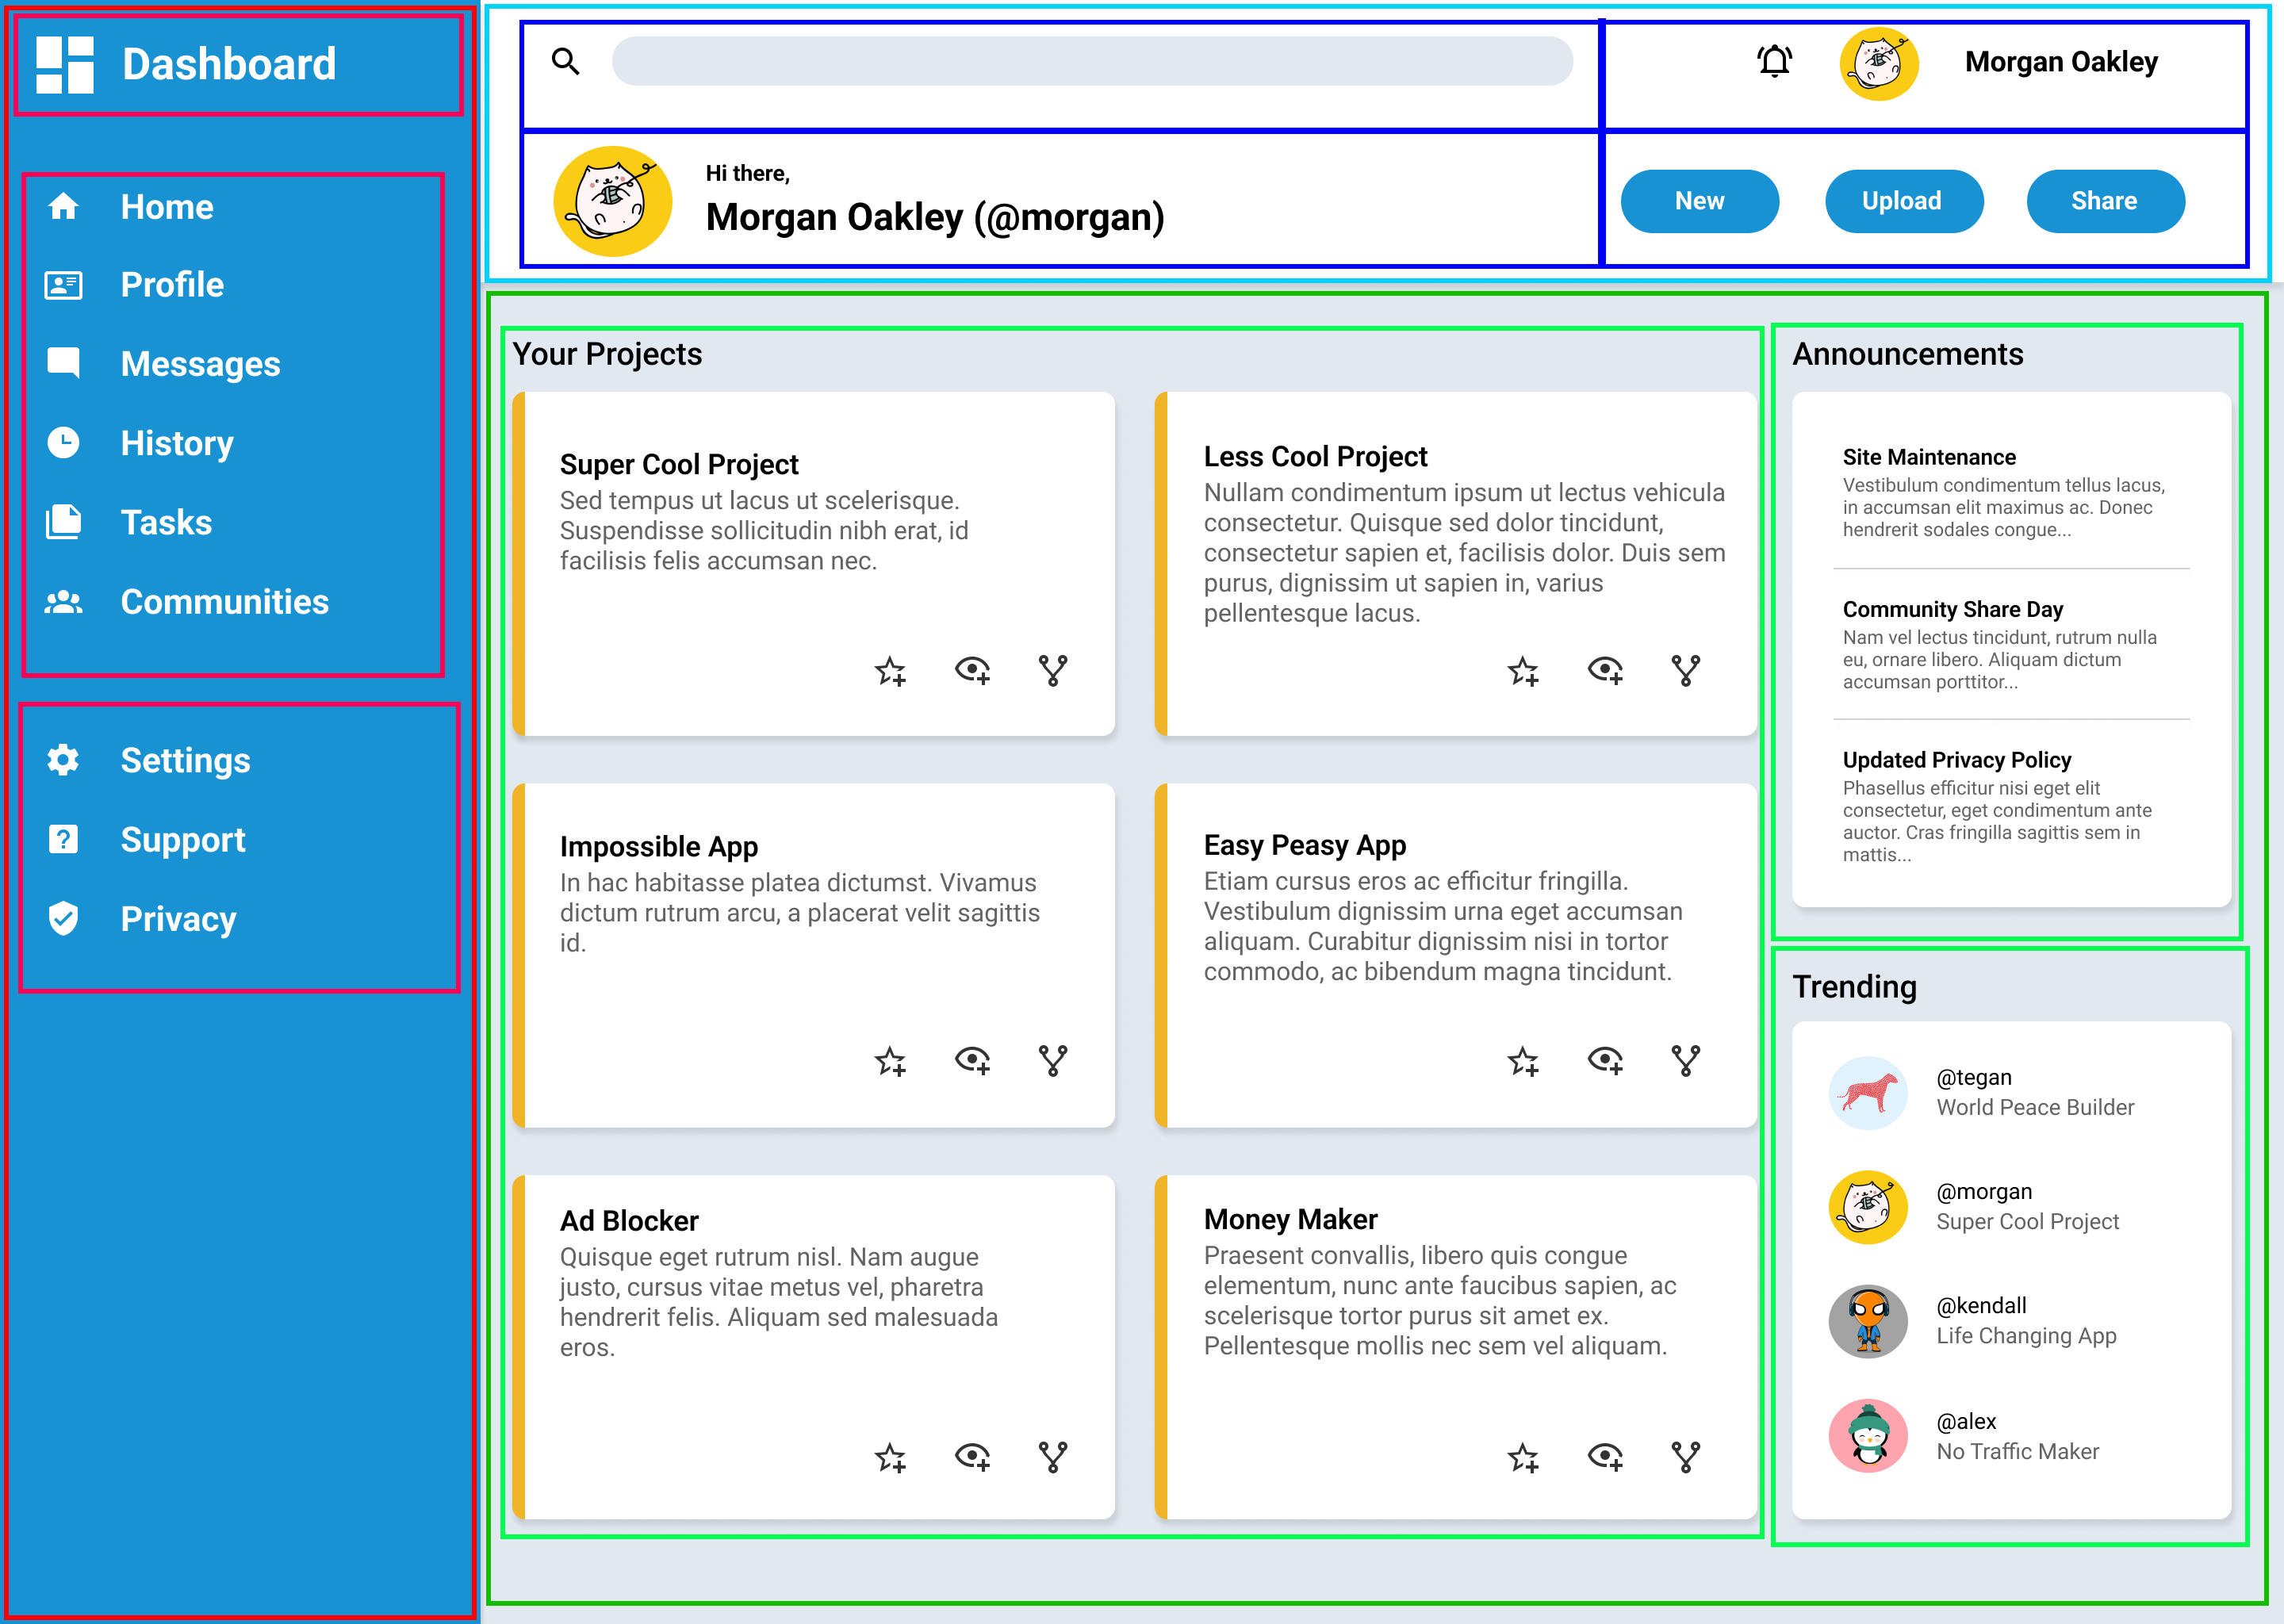 Dashboard
Home
Profile
Messages
History
Tasks
Communities
Settings
Support
Privacy
Morgan Oakley
Hi there,
Morgan Oakley (@morgan)
New
Upload
Share
Your Projects
Super Cool Project
Sed tempus ut lacus ut scelerisque.
Suspendisse sollicitudin nibh erat, id
facilisis felis accumsan nec.
Less Cool Project
Nullam condimentum ipsum ut lectus vehicula
consectetur. Quisque sed dolor tincidunt,
consectetur sapien et, facilisis dolor. Duis sem
purus, dignissim ut sapien in, varius
pellentesque lacus.
Impossible App
In hac habitasse platea dictumst. Vivamus
dictum rutrum arcu, a placerat velit sagittis
id.
Easy Peasy App
Etiam cursus eros ac efficitur fringilla.
Vestibulum dignissim urna eget accumsan
aliquam. Curabitur dignissim nisi in tortor
commodo, ac bibendum magna tincidunt.
Ad Blocker
Quisque eget rutrum nisl. Nam augue
justo, cursus vitae metus vel, pharetra
hendrerit felis. Aliquam sed malesuada
eros.
Money Maker
Praesent convallis, libero quis congue
elementum, nunc ante faucibus sapien, ac
scelerisque tortor purus sit amet ex.
Pellentesque mollis nec sem vel aliquam.
Announcements
Site Maintenance
Vestibulum condimentum tellus lacus,
in accumsan elit maximus ac. Donec
hendrerit sodales congue...
Community Share Day
Nam vel lectus tincidunt, rutrum nulla
eu, ornare libero. Aliquam dictum
accumsan porttitor...
Updated Privacy Policy
Phasellus efficitur nisi eget elit
consectetur, eget condimentum ante
auctor. Cras fringilla sagittis sem in
mattis...
Trending
@tegan
World Peace Builder
@morgan
Super Cool Project
@kendall
Life Changing App
@alex
No Traffic Maker